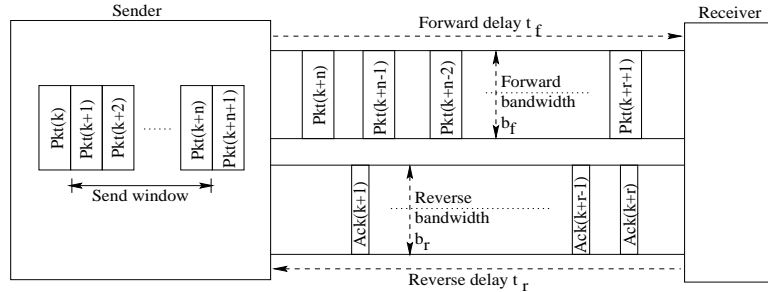 Sender
Receiver
Forward delay t f
Pkt(k)
Pkt(k+1)
Pkt(k+2)
......
Pkt(k+n)
Pkt(k+n+1)
Send window
Pkt(k+n)
Pkt(k+n-1)
Pkt(k+n-2)
Forward
bandwidth
b f
Pkt(k+r+1)
Ack(k+1)
Reverse
bandwidth
b r
Ack(k+r-1)
Ack(k+r)
Reverse delay t r